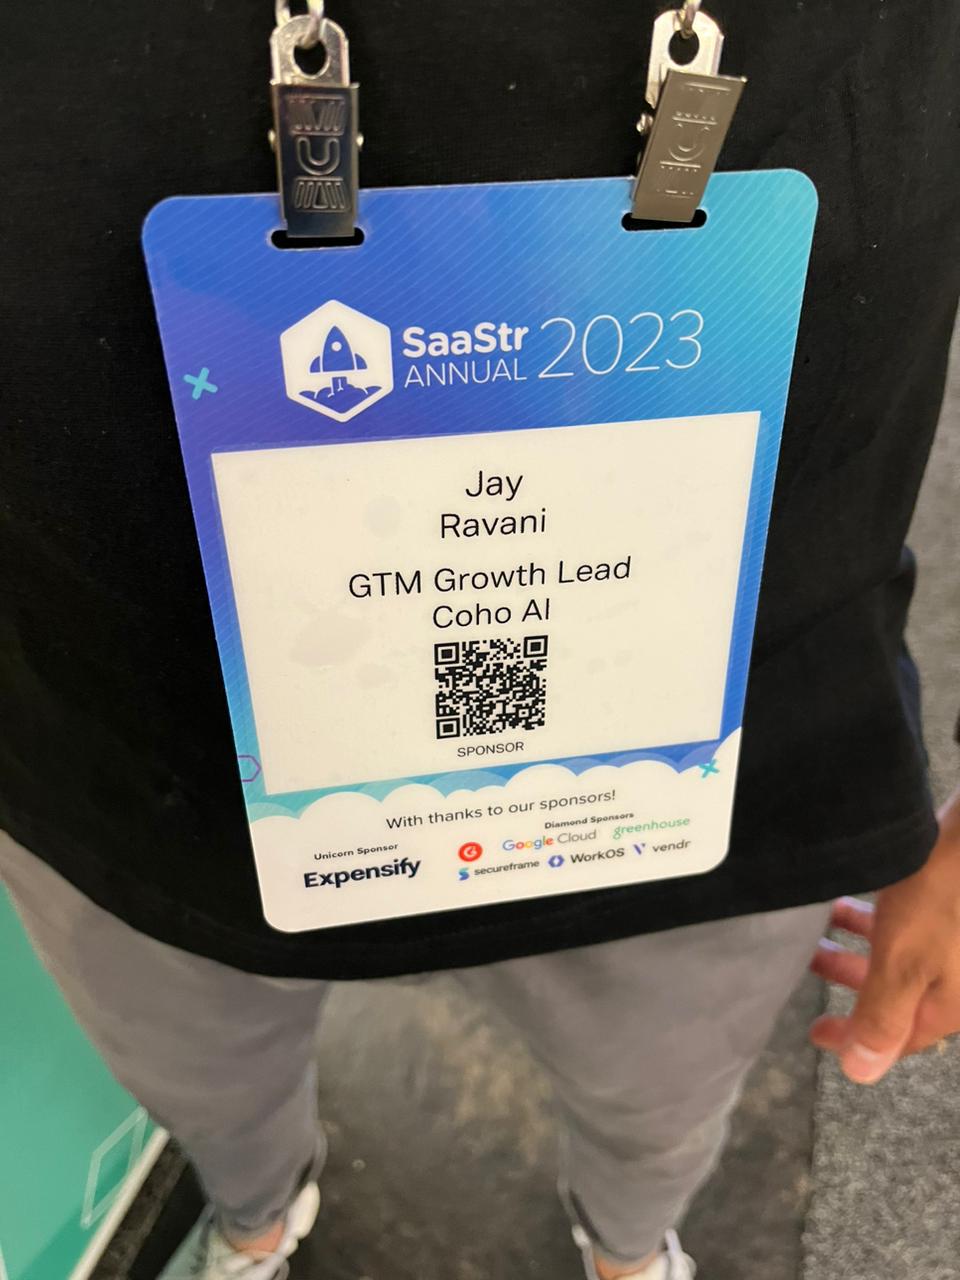 SaaStr
ANNUAL 2023
Jay
Ravani
GTM Growth Lead
Coho AI
SPONSOR
With thanks to our sponsors!
Unicorn Sponsor
Expensify
Diamond Sponsors
G Google Cloud greenhouse
secureframe WorkOS vendr